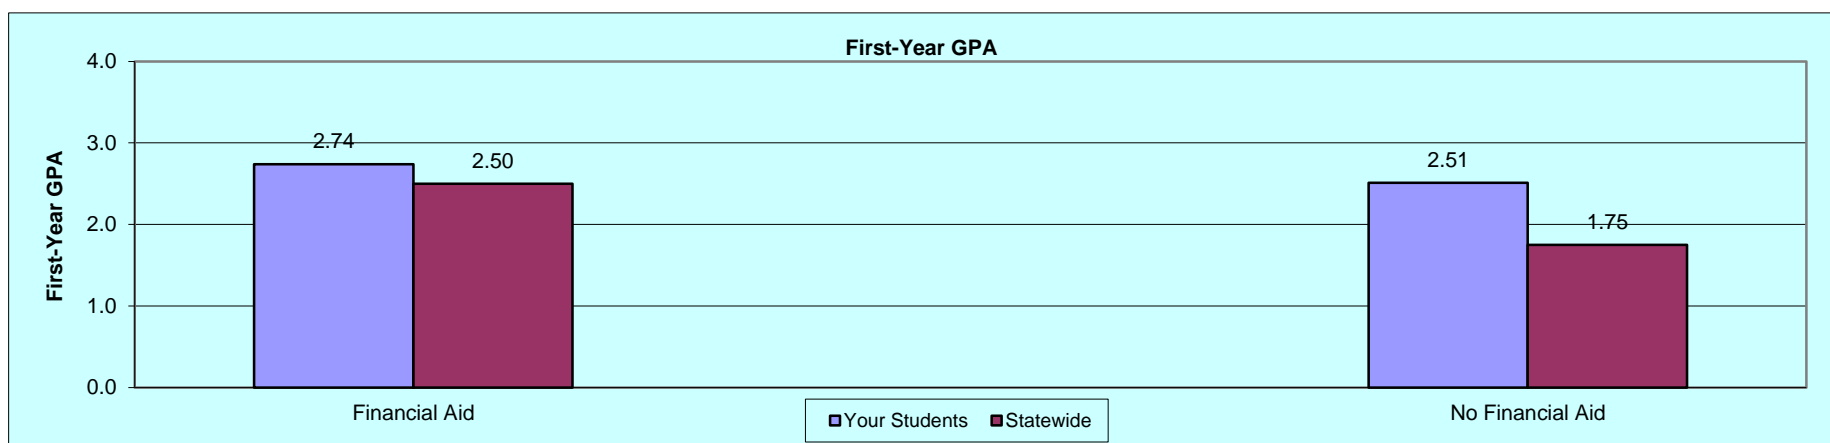 First-Year GPA
First-Year GPA
4.0
3.0
2.0
1.0
0.0
2.74
2.50
2.51
1.75
Financial Aid
No Financial Aid
Your Students
Statewide